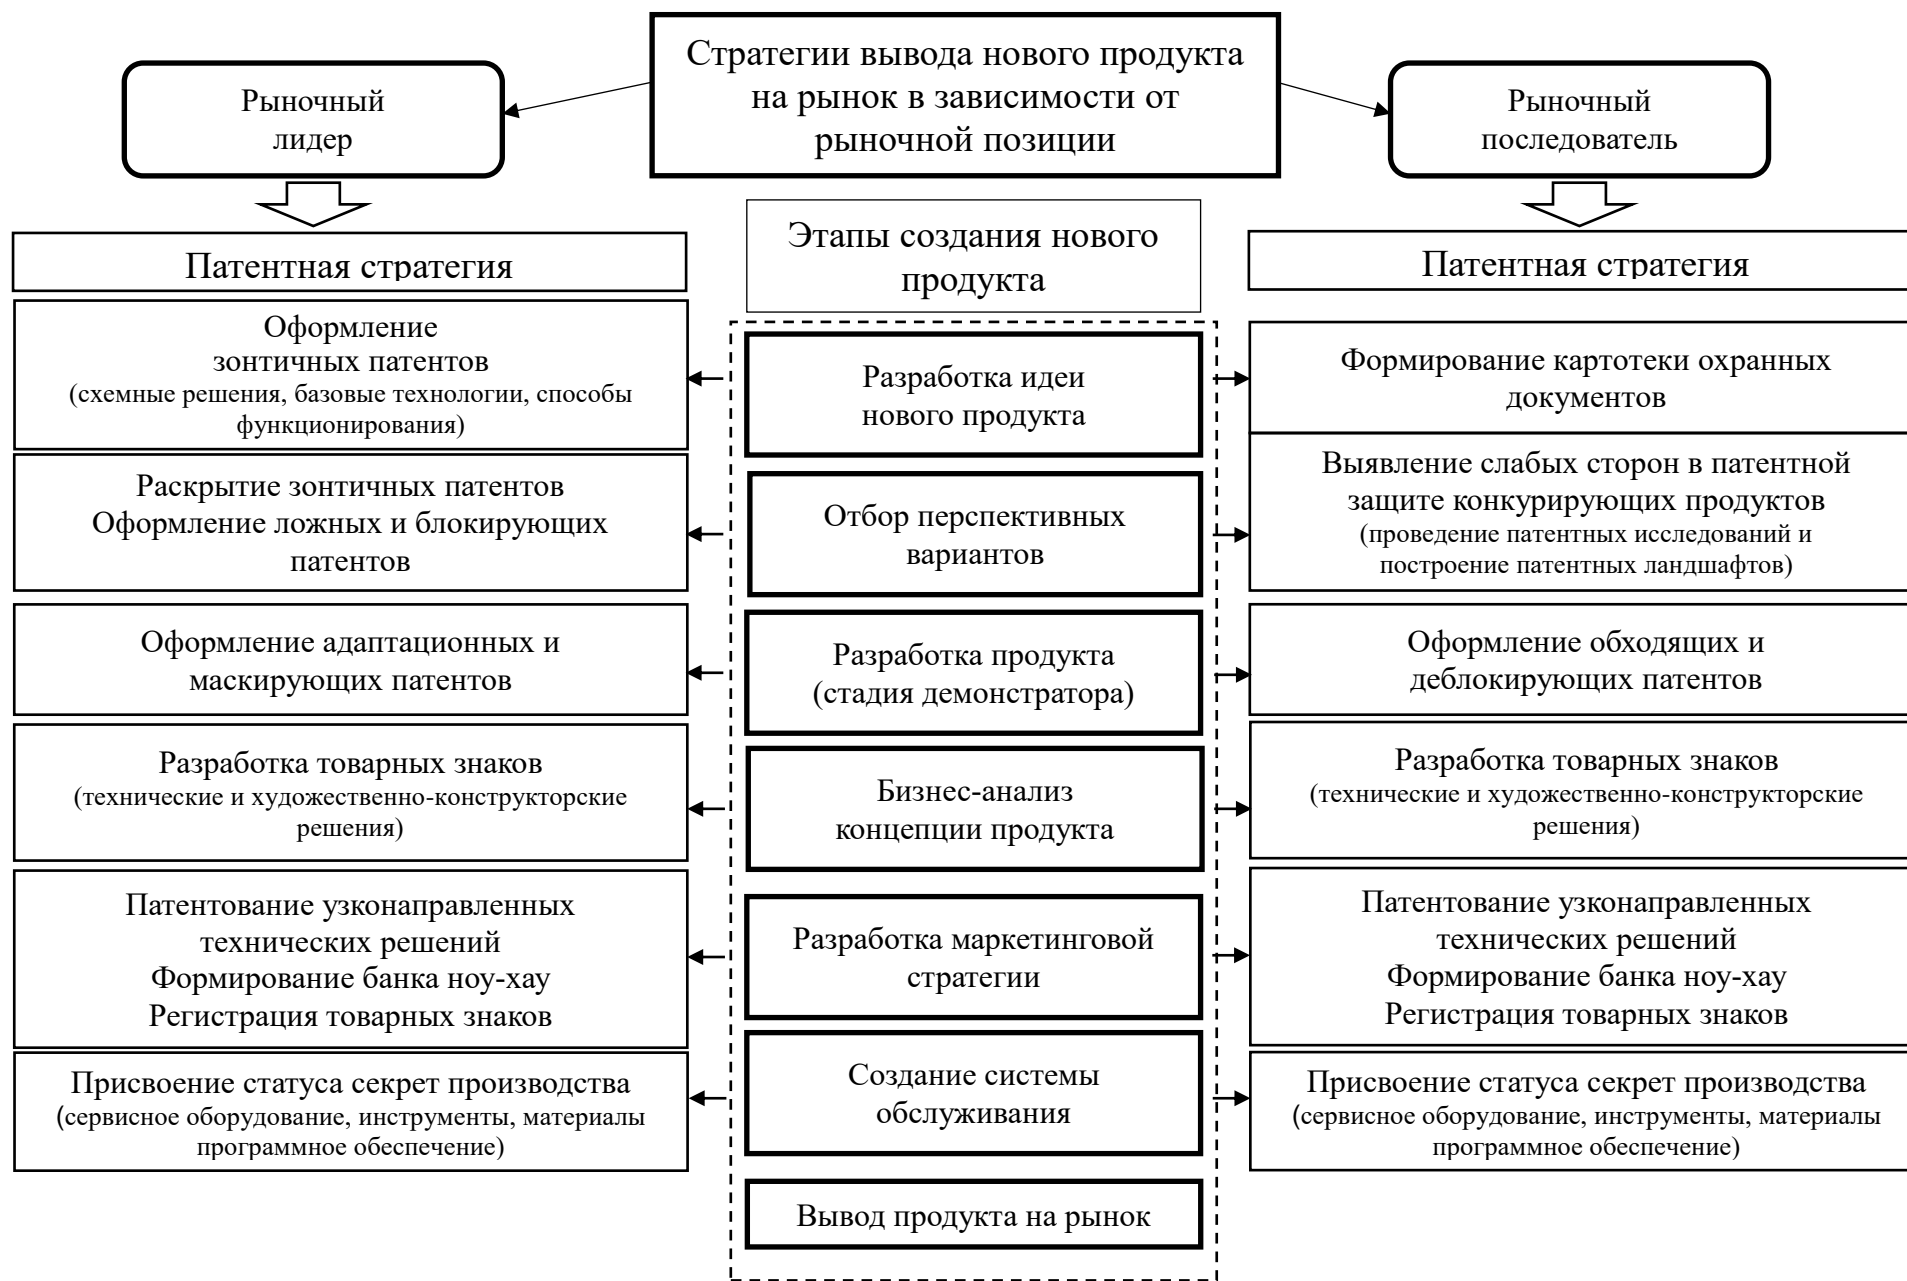 Стратегии вывода нового продукта
на рынок в зависимости от
рыночной позиции
Рыночный
лидер
Рыночный
последователь
Патентная стратегия
Этапы создания нового
продукта
Патентная стратегия
Оформление
зонтичных патентов
(схемные решения, базовые технологии, способы
функционирования)
Разработка идеи
нового продукта
Формирование картотеки охранных
документов
Раскрытие зонтичных патентов
Оформление ложных и блокирующих
патентов
Отбор перспективных
вариантов
Выявление слабых сторон в патентной
защите конкурирующих продуктов
(проведение патентных исследований и
построение патентных ландшафтов)
Оформление адаптационных и
маскирующих патентов
Разработка продукта
(стадия демонстратора)
Оформление обходящих и
деблокирующих патентов
Разработка товарных знаков
(технические и художественно-конструкторские
решения)
Бизнес-анализ
концепции продукта
Разработка товарных знаков
(технические и художественно-конструкторские
решения)
Патентование узконаправленных
технических решений
Формирование банка ноу-хау
Регистрация товарных знаков
Разработка маркетинговой
стратегии
Патентование узконаправленных
технических решений
Формирование банка ноу-хау
Регистрация товарных знаков
Присвоение статуса секрет производства
(сервисное оборудование, инструменты, материалы
программное обеспечение)
Создание системы
обслуживания
Присвоение статуса секрет производства
(сервисное оборудование, инструменты, материалы
программное обеспечение)
Вывод продукта на рынок